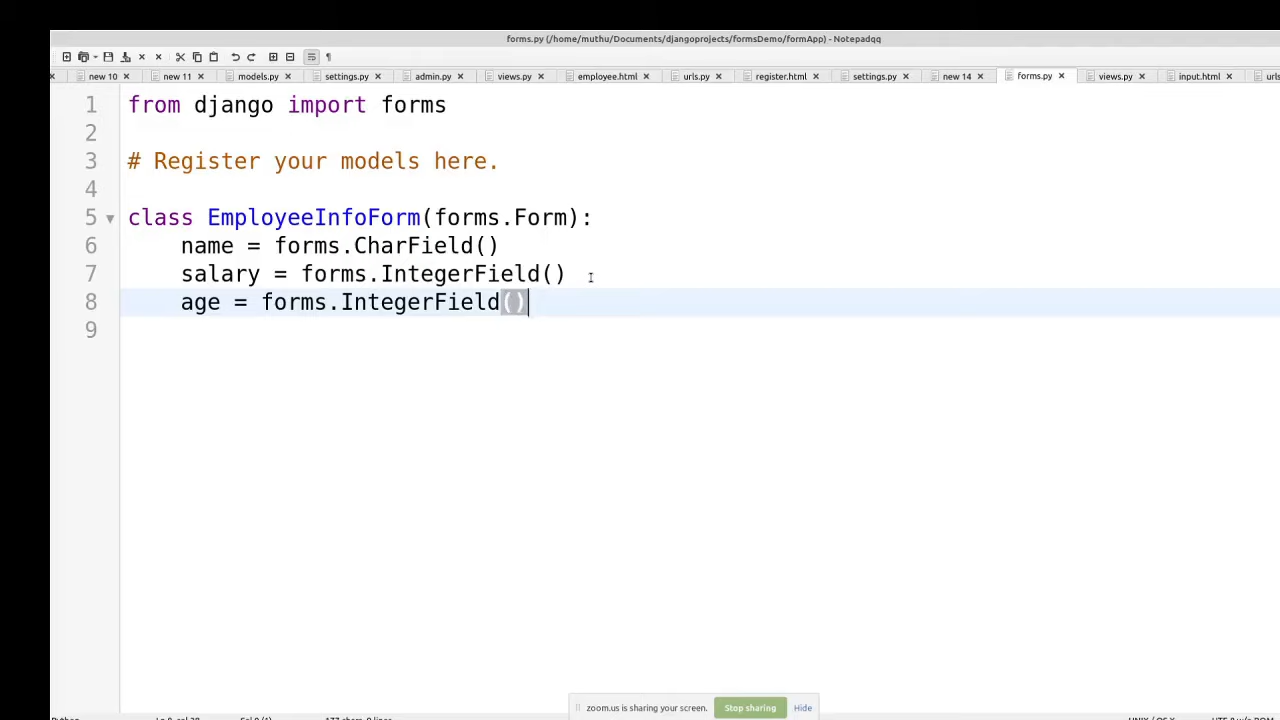 forms.py (/home/muthu/Documents/djangoprojects/formsDemo/formApp) - Notepadqq
new 10 new 11 models.py settings.py admin.py views.py employee.html urls.py register.html settings.py new 14 forms.py views.py input.html urls
1 from django import forms
2
3 # Register your models here.
4
5 class EmployeeInfoForm(forms.Form):
6 name = forms.CharField()
7 salary = forms.IntegerField()
8 age = forms.IntegerField()
9
zoom.us is sharing your screen. Stop sharing Hide